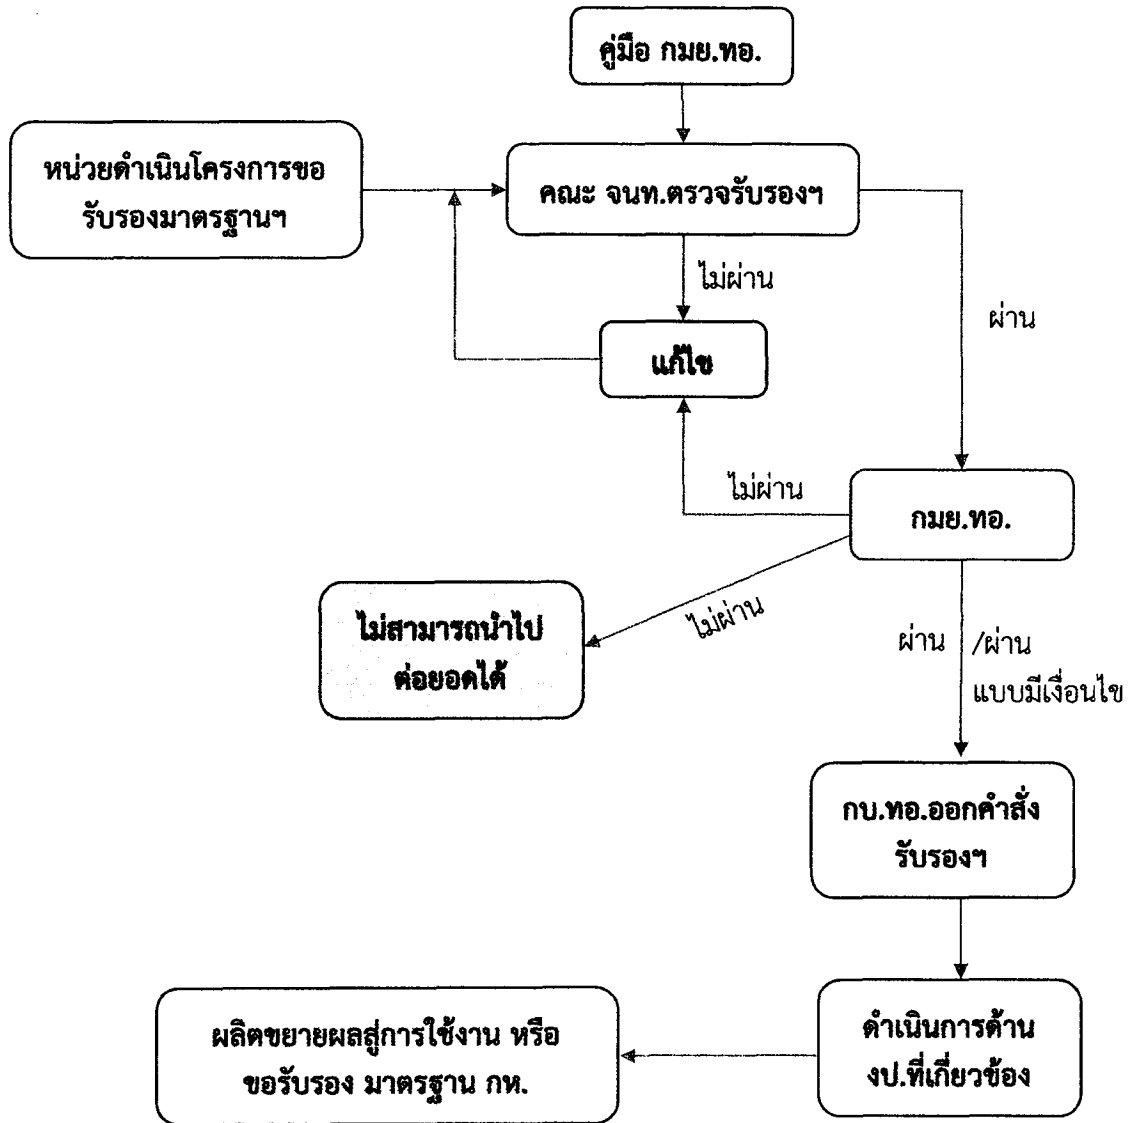 คู่มือ กมย.ทอ.
หน่วยดำเนินโครงการขอ
รับรองมาตรฐานฯ
คณะ จนท.ตรวจรับรองฯ
ไม่ผ่าน
ผ่าน
แก้ไข
ไม่ผ่าน
กมย.ทอ.
ไม่ผ่าน
ไม่สามารถนำไป
ต่อยอดได้
ผ่าน /ผ่าน
แบบมีเงื่อนไข
กบ.ทอ.ออกคำสั่ง
รับรองฯ
ดำเนินการด้าน
งป.ที่เกี่ยวข้อง
ผลิตขยายผลสู่การใช้งาน หรือ
ขอรับรอง มาตรฐาน กห.